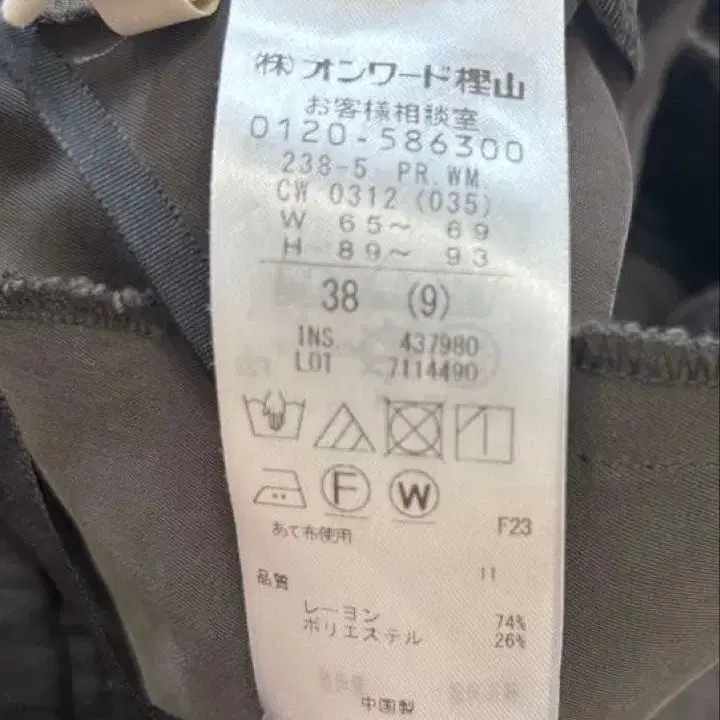 (株)オンワード樫山
お客様相談室
0120-586300
238-5 PR.WM
CW 0312 (035)
W 65～ 69
H 89～ 93
38 (9)
INS. 437980
LOT 7114490
F W
あて布使用 F23
品質 11
レーヨン 74%
ポリエステル 26%
中国製